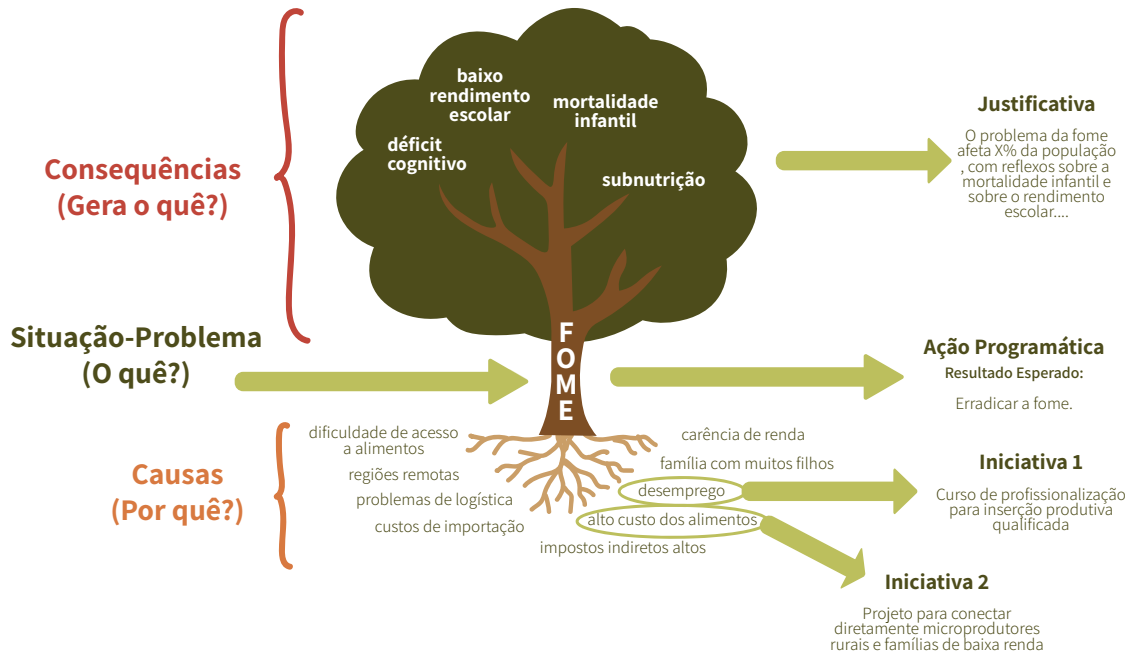 Consequências
(Gera o quê?)
baixo
rendimento
escolar
mortalidade
infantil
déficit
cognitivo
subnutrição
Justificativa
O problema da fome
afeta X% da população
, com reflexos sobre a
mortalidade infantil e
sobre o rendimento
escolar....
Situação-Problema
(O quê?)
F
O
M
E
Ação Programática
Resultado Esperado:
Erradicar a fome.
Causas
(Por quê?)
dificuldade de acesso
a alimentos
regiões remotas
problemas de logística
custos de importação
carência de renda
família com muitos filhos
desemprego
alto custo dos alimentos
impostos indiretos altos
Iniciativa 1
Curso de profissionalização
para inserção produtiva
qualificada
Iniciativa 2
Projeto para conectar
diretamente microprodutores
rurais e famílias de baixa renda